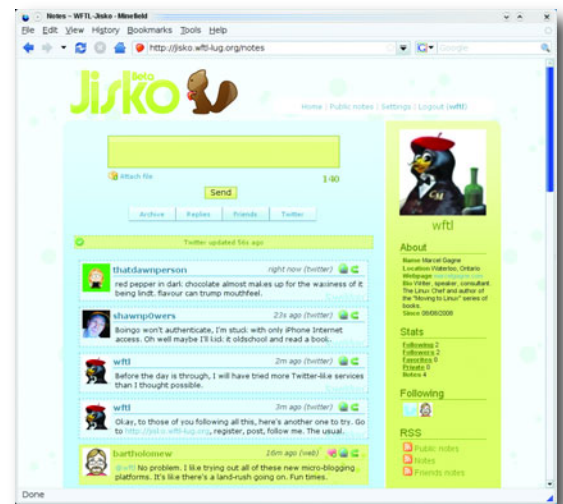 Notes – WFTL-Jisko - Minefield
File Edit View History Bookmarks Tools Help
http://jisko.wftl-lug.org/notes
Google
Jisko
Beta
Home | Public notes | Settings | Logout (wftl)
Attach file
140
Send
Archive Replies Friends Twitter
Twitter updated 54s ago
thatdawnperson right now (twitter)
red pepper in dark chocolate almost makes up for the waxiness of it
being lindt. flavour can trump mouthfeel.
shawnp0wers 23s ago (twitter)
Boingo won't authenticate, I'm stuck with only iPhone Internet
access. Oh well maybe I'll kick it oldschool and read a book.
wftl 2m ago (twitter)
Before the day is through, I will have tried more Twitter-like services
than I thought possible.
wftl 3m ago (twitter)
Okay, to those of you following all this, here's another one to try. Go
to http://jisko.wftl-lug.org, register, post, follow me. The usual.
bartholomew 16m ago (web)
@wftl No problem. I like trying out all of these new micro-blogging
platforms. It's like there's a land-rush going on. Fun times.
wftl
About
Name Marcel Gagne
Location Waterloo, Ontario
Webpage marcelgagne.com
Bio Writer, speaker, consultant.
The Linux Chef and author of
the "Moving to Linux" series of
books.
Since 08/08/2008
Stats
Following 2
Followers 2
Favorites 0
Private 0
Notes 4
Following
RSS
Public notes
Notes
Friends notes
Done